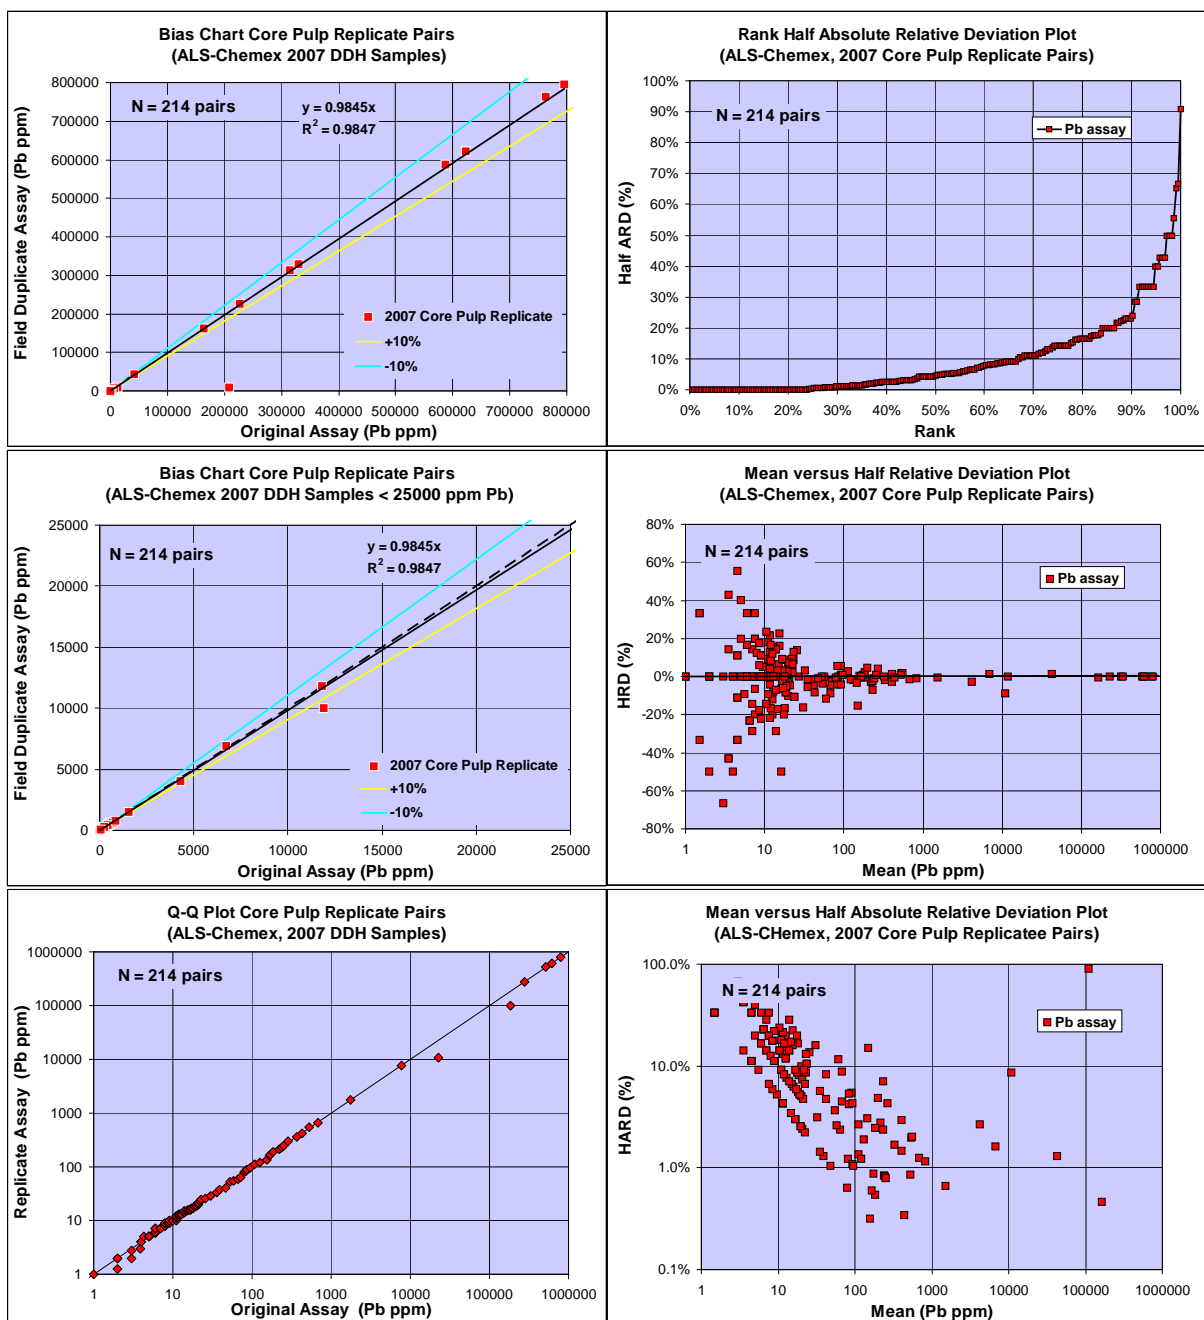 Bias Chart Core Pulp Replicate Pairs
(ALS-Chemex 2007 DDH Samples)
800000
700000
600000
500000
400000
300000
200000
100000
0
Field Duplicate Assay (Pb ppm)
N = 214 pairs
y = 0.9845x
R2 = 0.9847
2007 Core Pulp Replicate
+10%
-10%
0 100000 200000 300000 400000 500000 600000 700000 800000
Original Assay (Pb ppm)
Rank Half Absolute Relative Deviation Plot
(ALS-Chemex, 2007 Core Pulp Replicate Pairs)
100%
90%
80%
70%
60%
50%
40%
30%
20%
10%
0%
Half ARD (%)
N = 214 pairs
Pb assay
0% 10% 20% 30% 40% 50% 60% 70% 80% 90% 100%
Rank
Bias Chart Core Pulp Replicate Pairs
(ALS-Chemex 2007 DDH Samples < 25000 ppm Pb)
25000
20000
15000
10000
5000
0
Field Duplicate Assay (Pb ppm)
N = 214 pairs
y = 0.9845x
R2 = 0.9847
2007 Core Pulp Replicate
+10%
-10%
0 5000 10000 15000 20000 25000
Original Assay (Pb ppm)
Mean versus Half Relative Deviation Plot
(ALS-Chemex, 2007 Core Pulp Replicate Pairs)
80%
60%
40%
20%
0%
-20%
-40%
-60%
-80%
HRD (%)
N = 214 pairs
Pb assay
1 10 100 1000 10000 100000 1000000
Mean (Pb ppm)
Q-Q Plot Core Pulp Replicate Pairs
(ALS-Chemex, 2007 DDH Samples)
1000000
100000
10000
1000
100
10
1
Replicate Assay (Pb ppm)
N = 214 pairs
1 10 100 1000 10000 100000 1000000
Original Assay (Pb ppm)
Mean versus Half Absolute Relative Deviation Plot
(ALS-CHemex, 2007 Core Pulp Replicatee Pairs)
100.0%
10.0%
1.0%
0.1%
HARD (%)
N = 214 pairs
Pb assay
1 10 100 1000 10000 100000 1000000
Mean (Pb ppm)